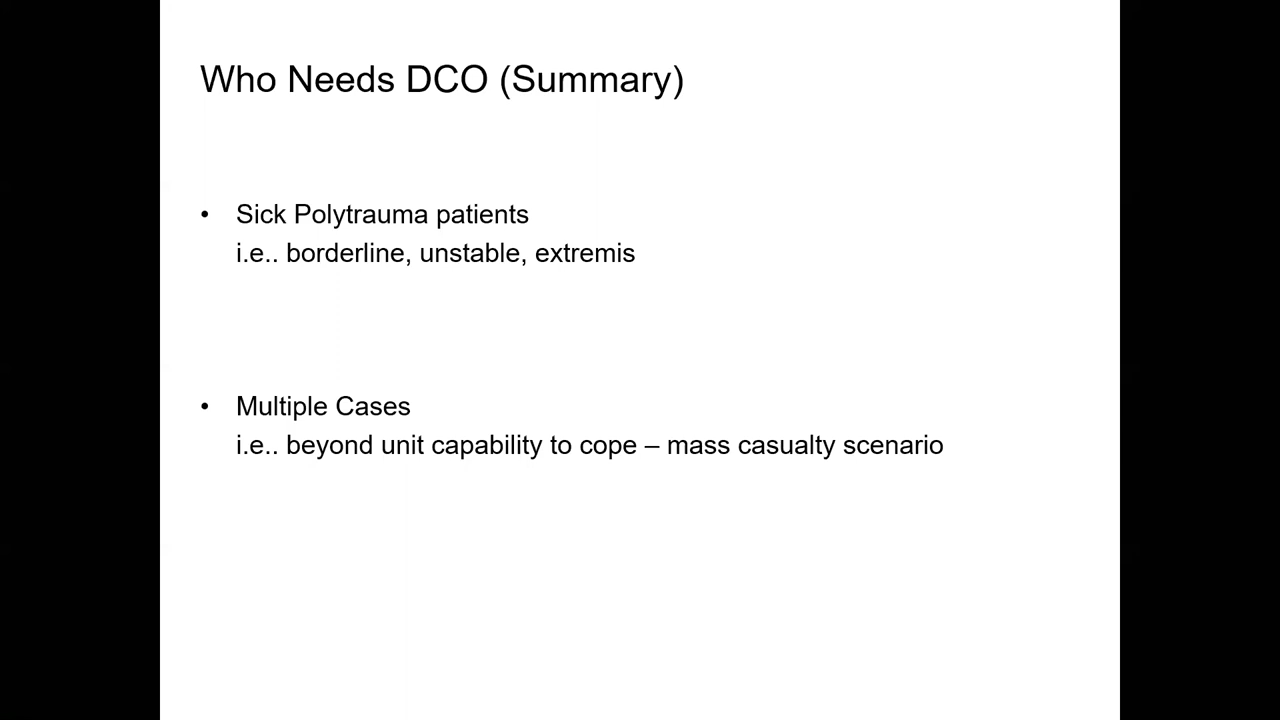 Who Needs DCO (Summary)
• Sick Polytrauma patients
i.e.. borderline, unstable, extremis
• Multiple Cases
i.e.. beyond unit capability to cope – mass casualty scenario